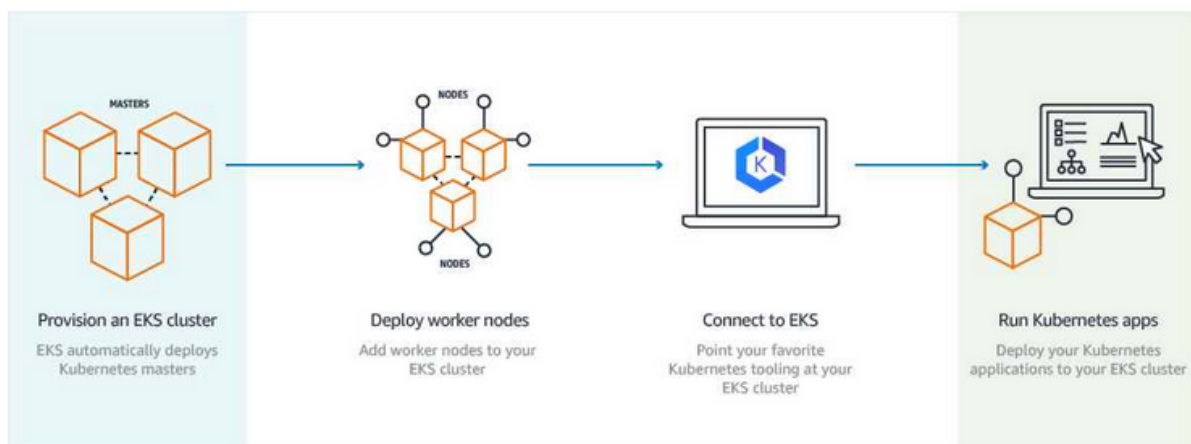 MASTERS
Provision an EKS cluster
EKS automatically deploys
Kubernetes masters
NODES
NODES
Deploy worker nodes
Add worker nodes to your
EKS cluster
K
Connect to EKS
Point your favorite
Kubernetes tooling at your
EKS cluster
Run Kubernetes apps
Deploy your Kubernetes
applications to your EKS cluster